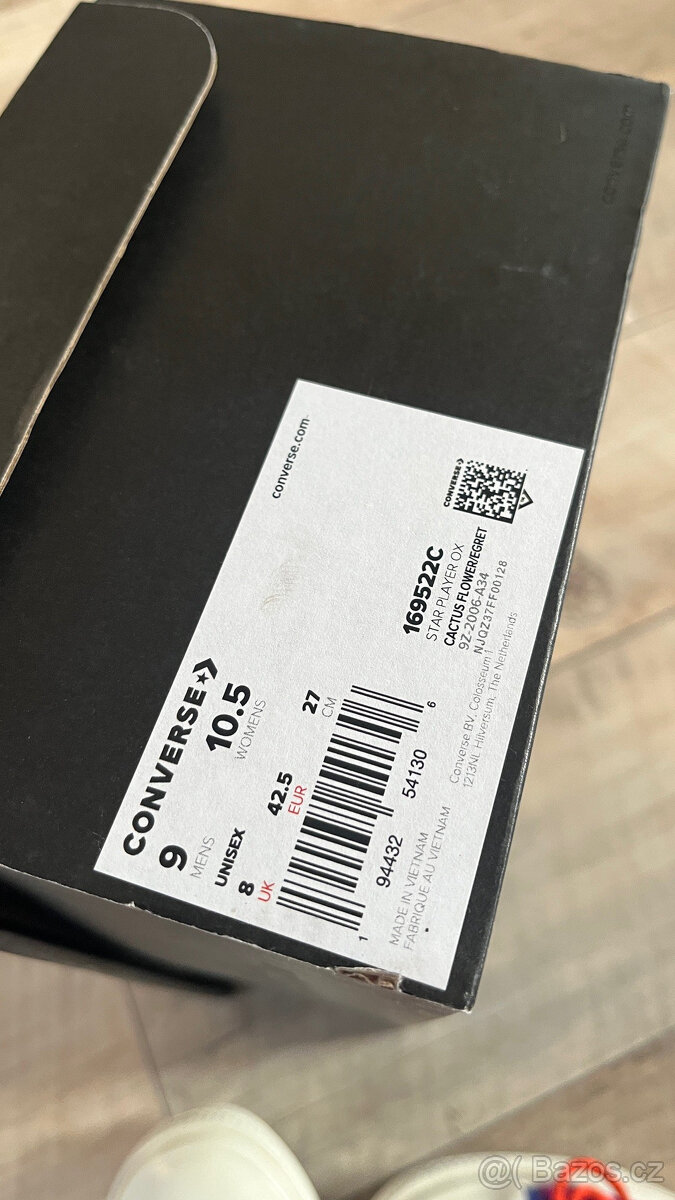 converse.com
converse.com
CONVERSE
CONVERSE
9
MENS
10.5
WOMENS
UNISEX
8
UK
42.5
EUR
27
CM
1 94432 54130 6
169522C
STAR PLAYER OX
CACTUS FLOWER/EGRET
9Z-2006-A34
NJQZ37FF00128
Converse BV, Colosseum 1
1213NL Hilversum, The Netherlands
MADE IN VIETNAM
FABRIQUE AU VIETNAM
@( Bazos.cz